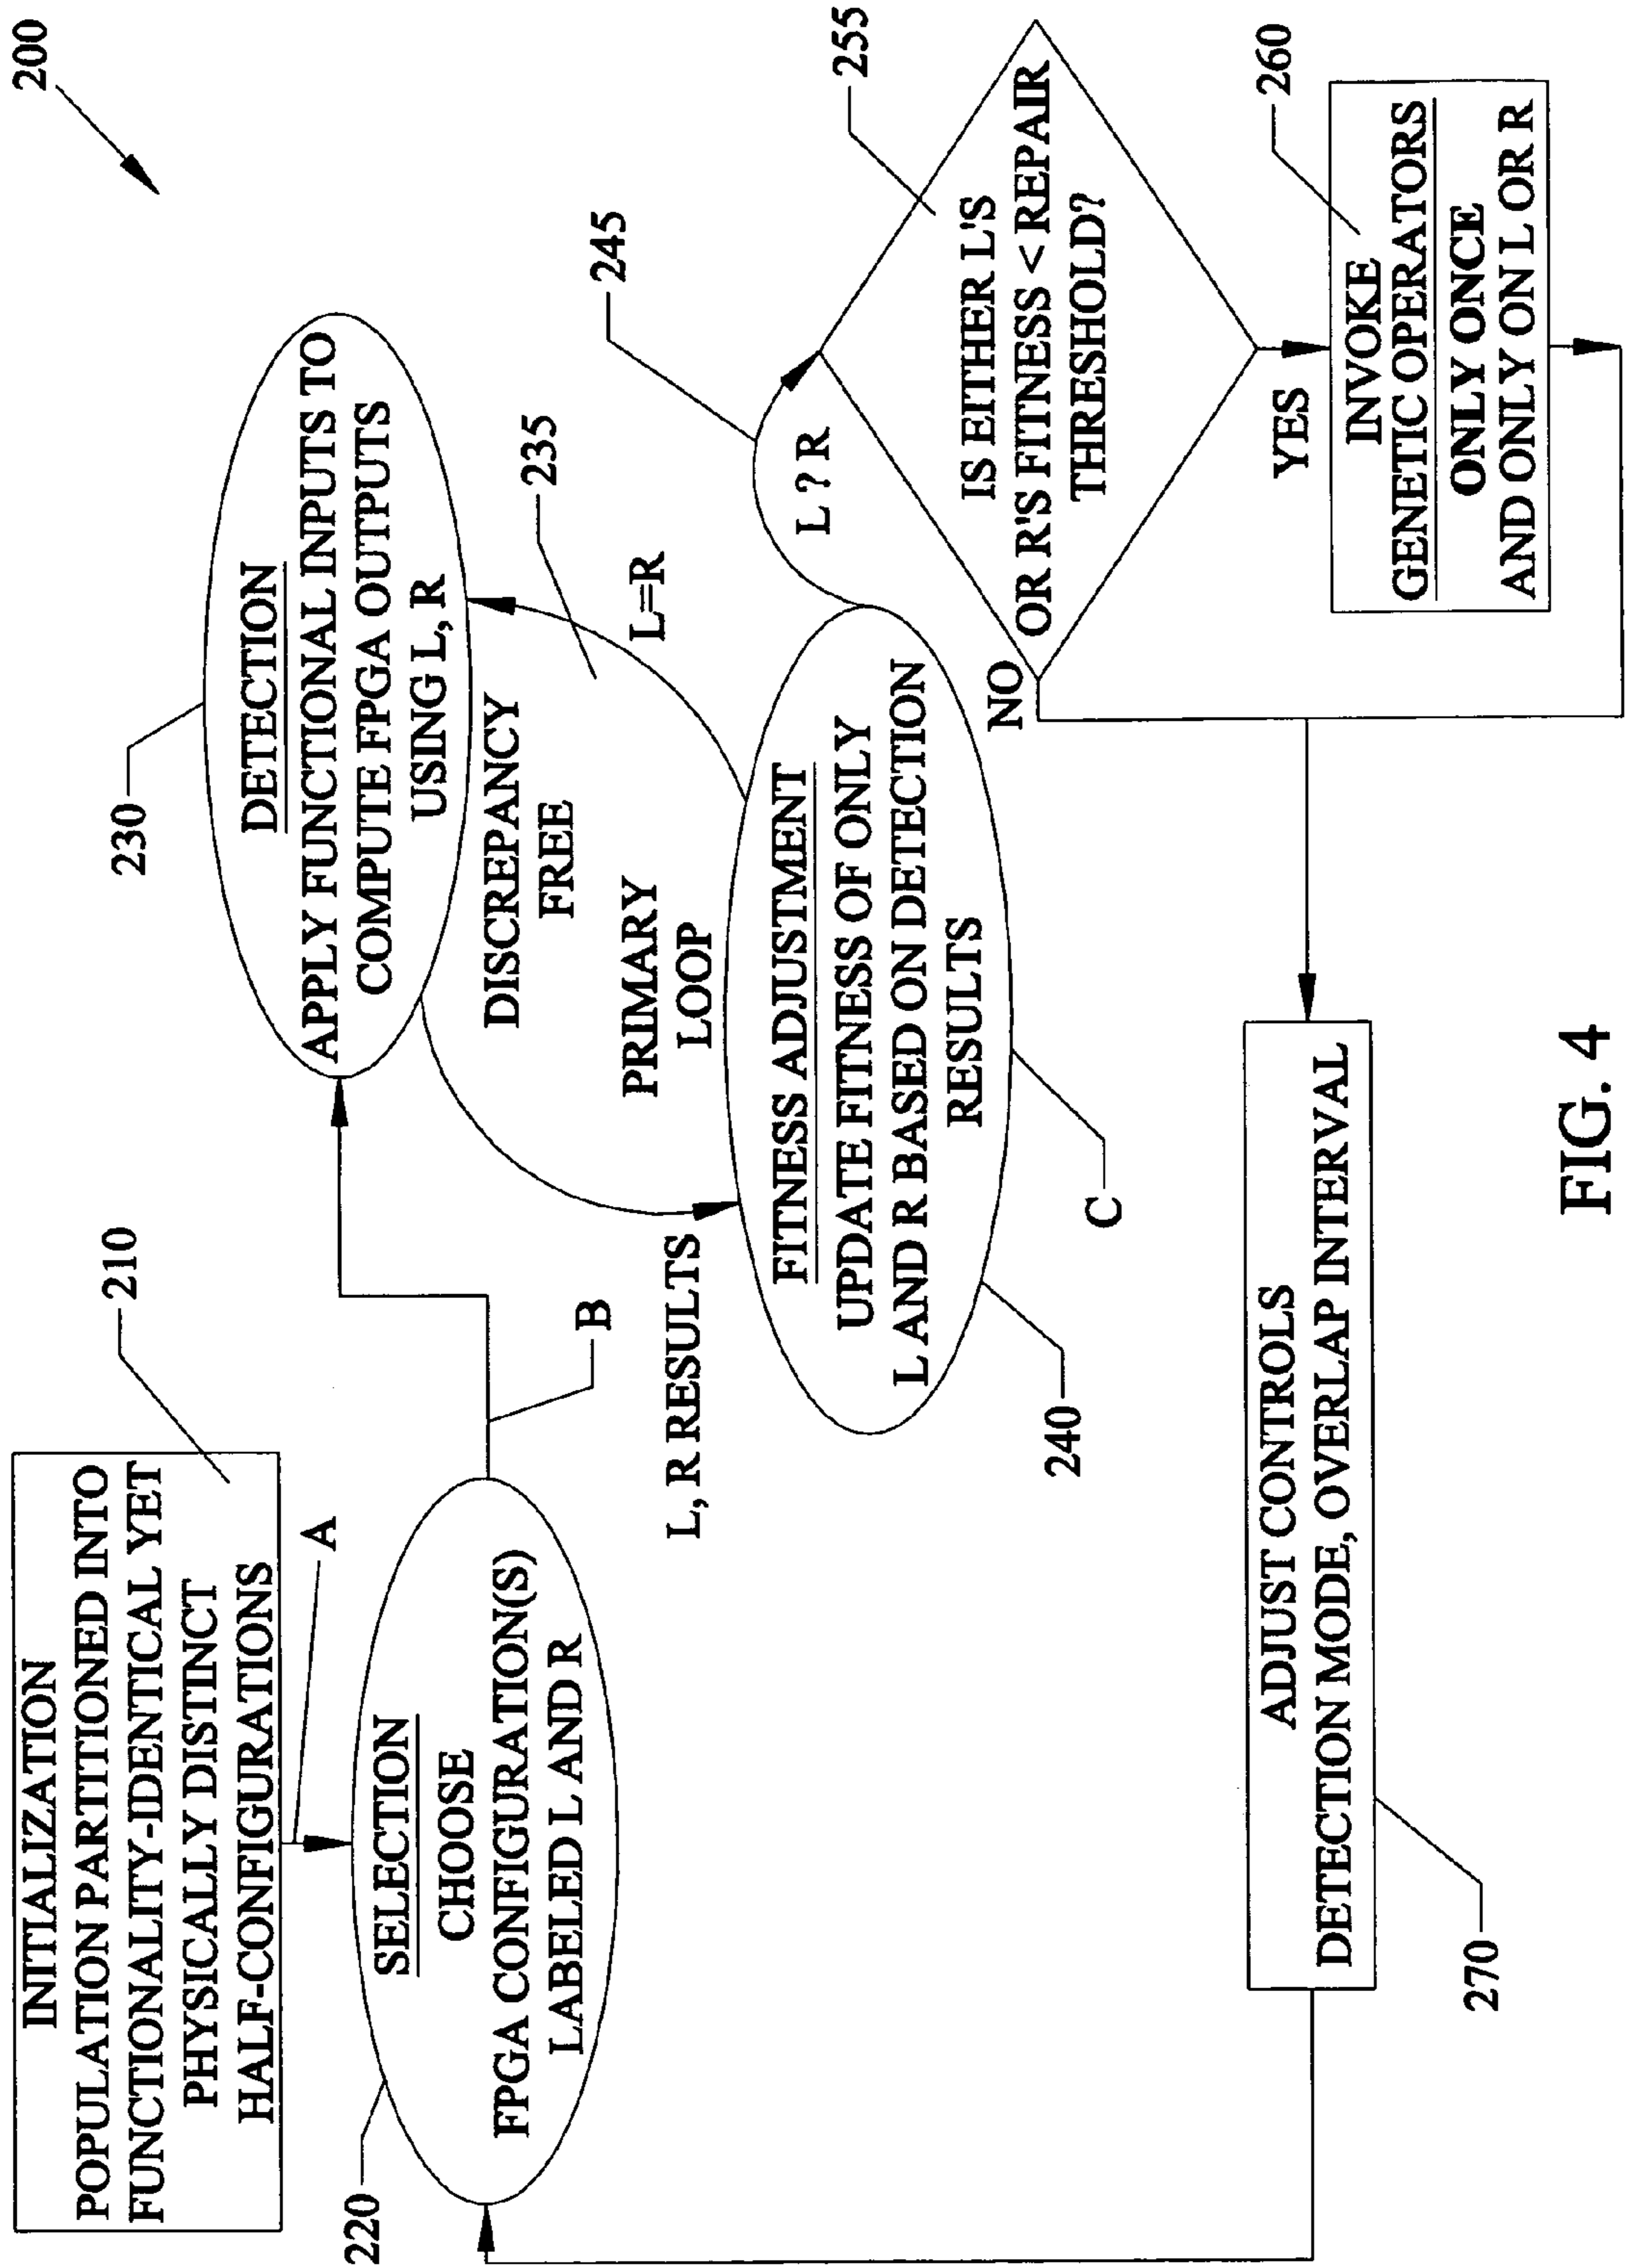 200
INITIALIZATION
POPULATION PARTITIONED INTO
FUNCTIONALITY-IDENTICAL YET
PHYSICALLY DISTINCT
HALF-CONFIGURATIONS
210
A
SELECTION
CHOOSE
FPGA CONFIGURATION(S)
LABELED L AND R
220
B
230
DETECTION
APPLY FUNCTIONAL INPUTS TO
COMPUTE FPGA OUTPUTS
USING L, R
DISCREPANCY
FREE
235
L=R
PRIMARY
LOOP
L, R RESULTS
FITNESS ADJUSTMENT
UPDATE FITNESS OF ONLY
L AND R BASED ON DETECTION
RESULTS
240
C
245
L ? R
255
IS EITHER L'S
OR R'S FITNESS < REPAIR
THRESHOLD?
NO
YES
260
INVOKE
GENETIC OPERATORS
ONLY ONCE
AND ONLY ON L OR R
ADJUST CONTROLS
DETECTION MODE, OVERLAP INTERVAL
270
FIG. 4